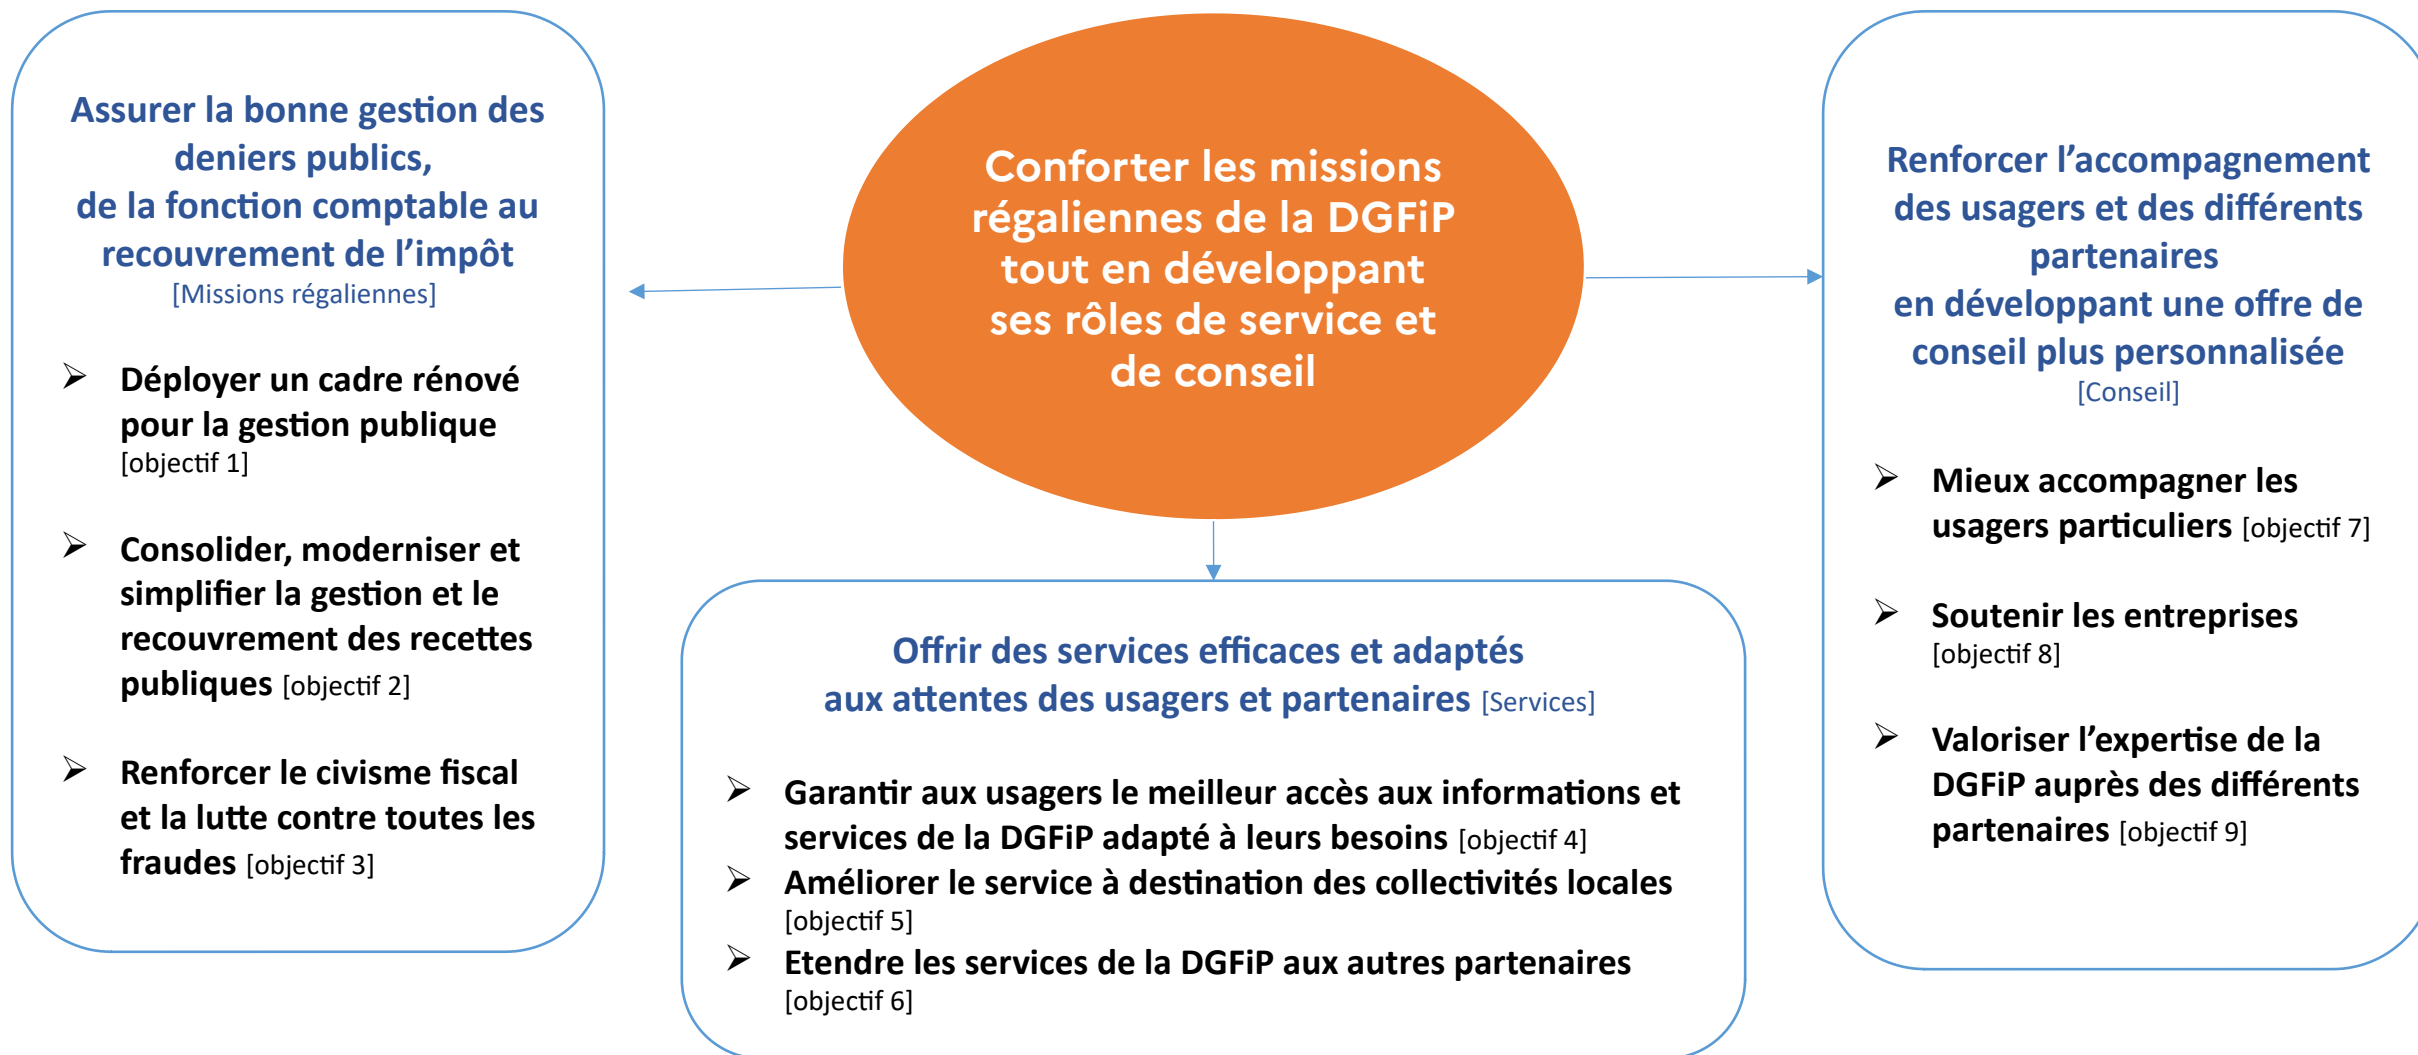 Assurer la bonne gestion des
deniers publics,
de la fonction comptable au
recouvrement de l’impôt
[Missions régaliennes]
➢ Déployer un cadre rénové
pour la gestion publique
[objectif 1]
➢ Consolider, moderniser et
simplifier la gestion et le
recouvrement des recettes
publiques [objectif 2]
➢ Renforcer le civisme fiscal
et la lutte contre toutes les
fraudes [objectif 3]
Conforter les missions
régaliennes de la DGFiP
tout en développant
ses rôles de service et
de conseil
Offrir des services efficaces et adaptés
aux attentes des usagers et partenaires [Services]
➢ Garantir aux usagers le meilleur accès aux informations et
services de la DGFiP adapté à leurs besoins [objectif 4]
➢ Améliorer le service à destination des collectivités locales
[objectif 5]
➢ Etendre les services de la DGFiP aux autres partenaires
[objectif 6]
Renforcer l’accompagnement
des usagers et des différents
partenaires
en développant une offre de
conseil plus personnalisée
[Conseil]
➢ Mieux accompagner les
usagers particuliers [objectif 7]
➢ Soutenir les entreprises
[objectif 8]
➢ Valoriser l’expertise de la
DGFiP auprès des différents
partenaires [objectif 9]